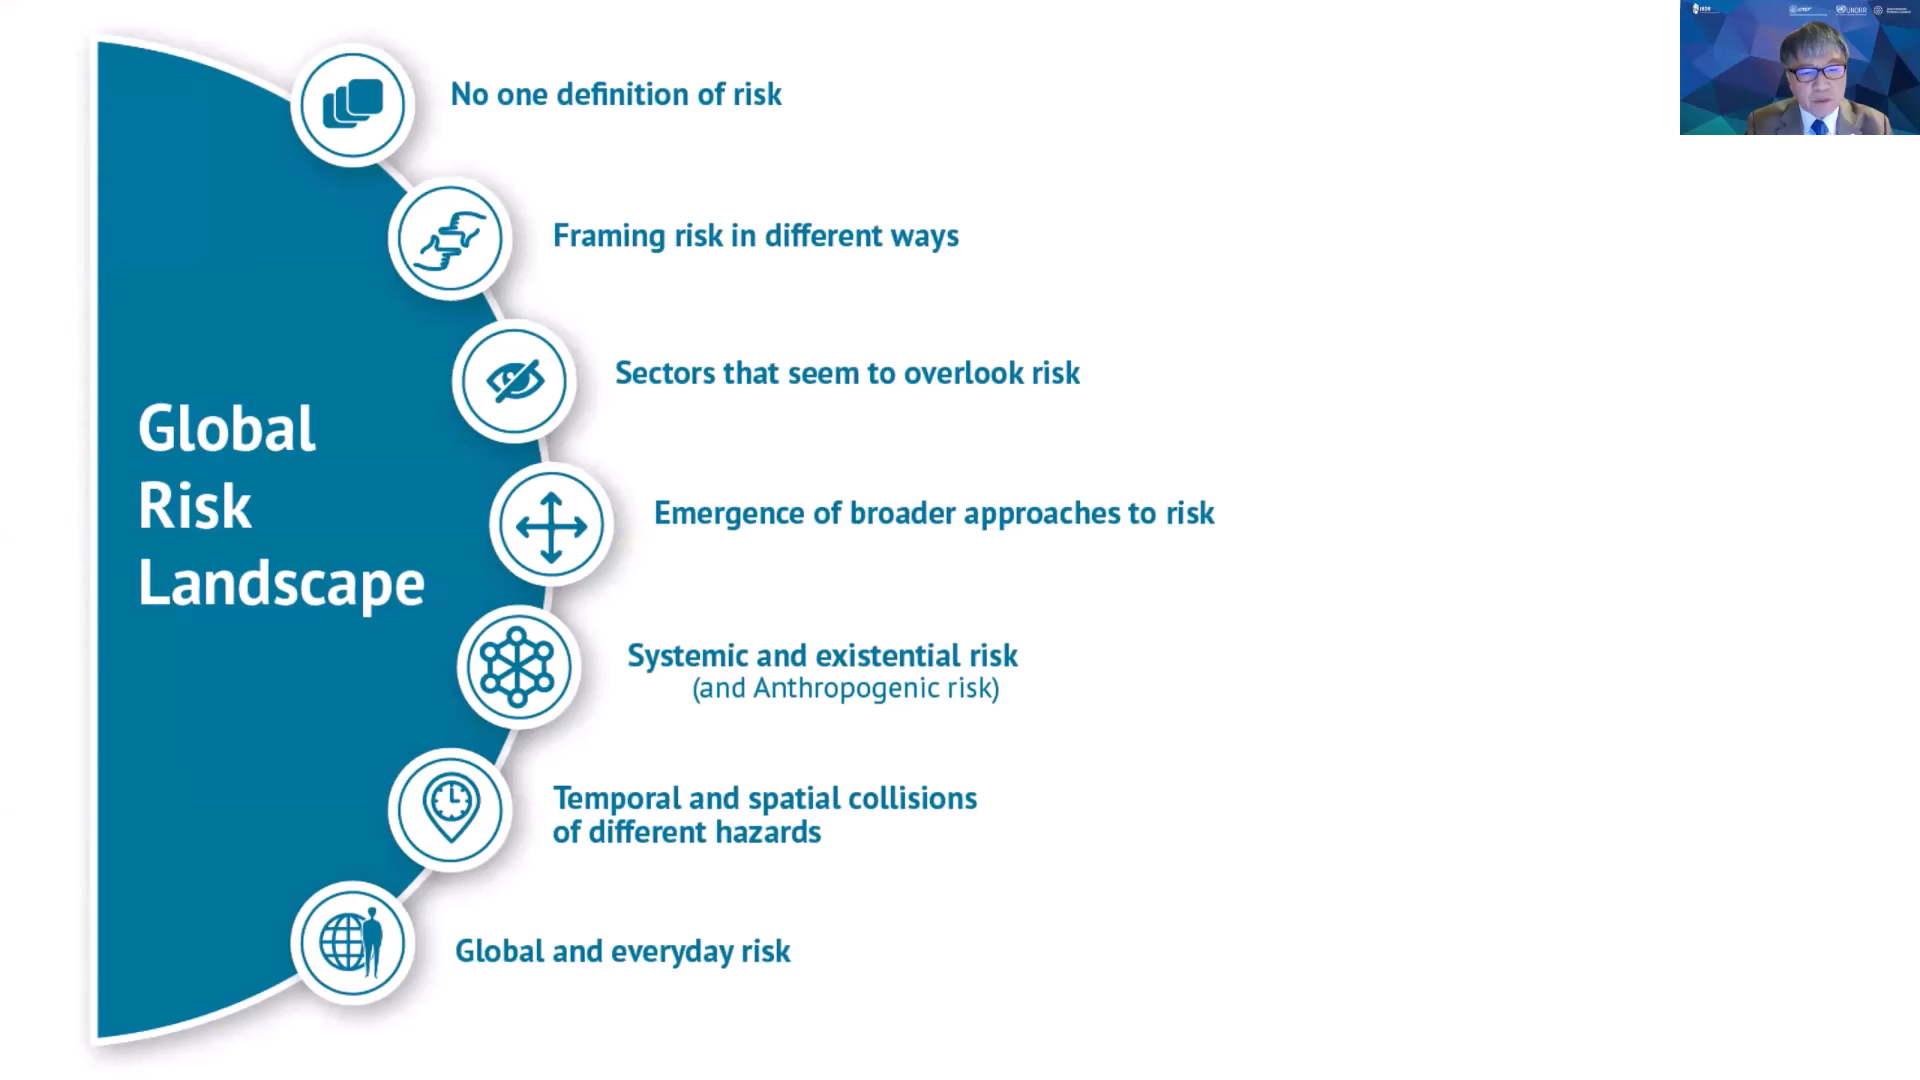 No one definition of risk
Framing risk in different ways
Sectors that seem to overlook risk
Global
Risk
Landscape
Emergence of broader approaches to risk
Systemic and existential risk
(and Anthropogenic risk)
Temporal and spatial collisions
of different hazards
Global and everyday risk
UNDRR